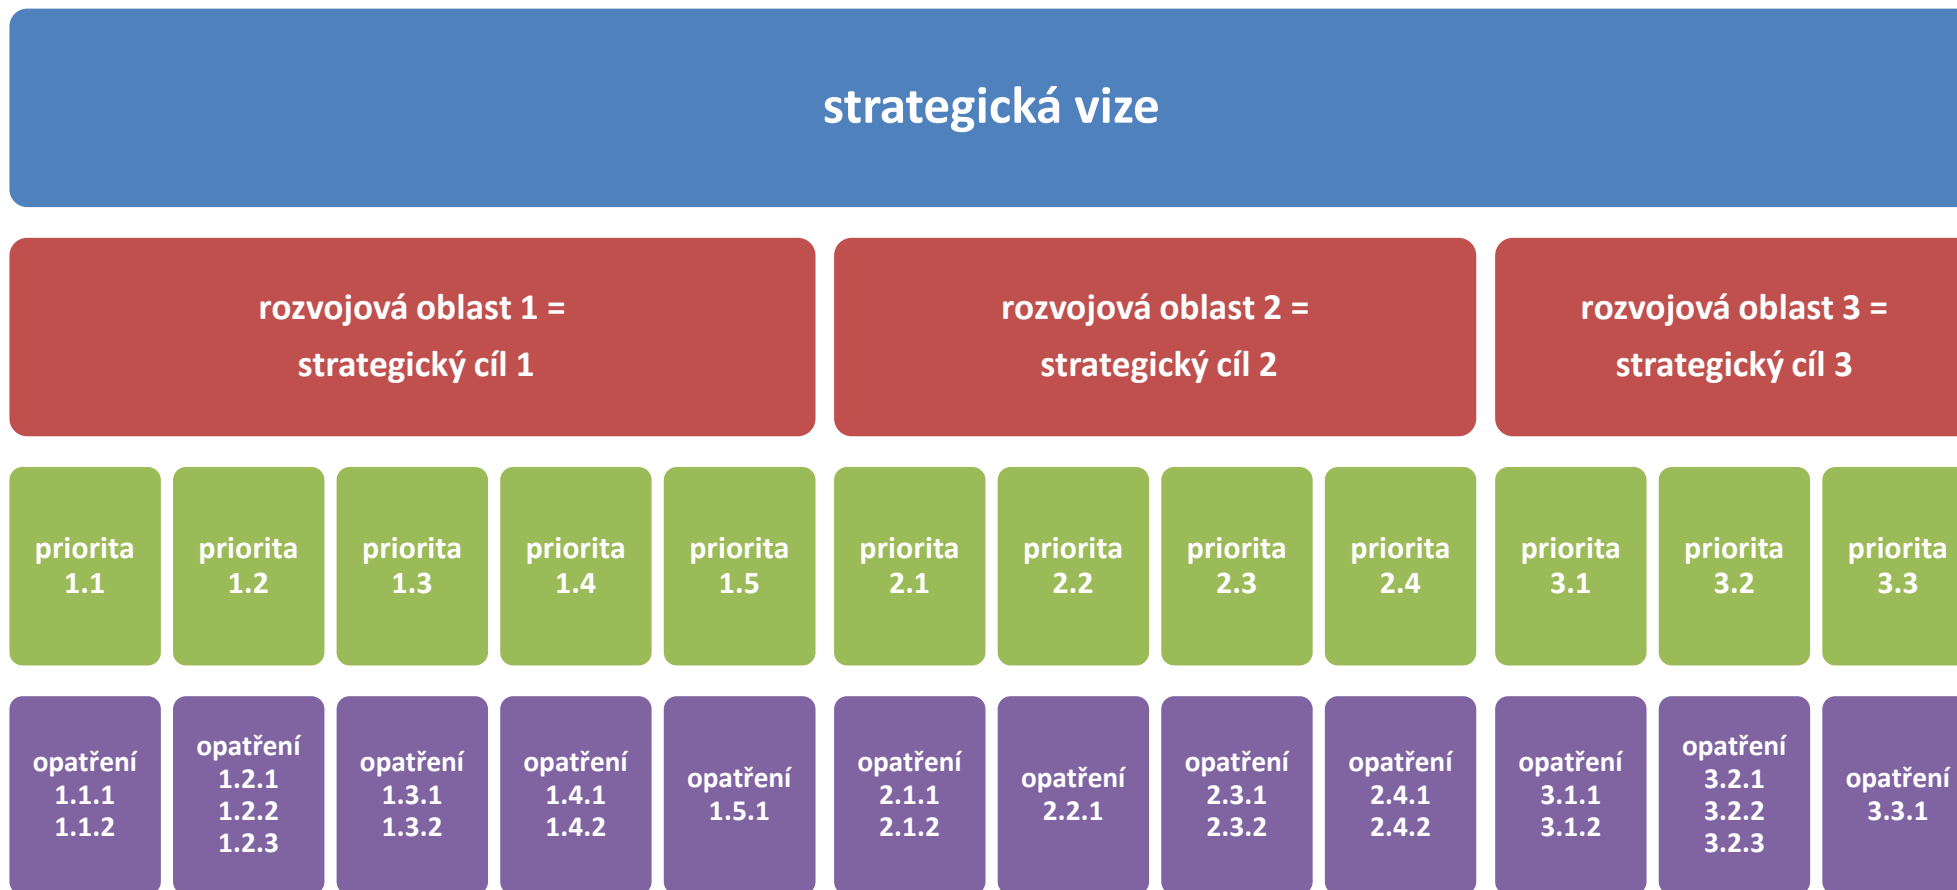 strategická vize
rozvojová oblast 1 =
strategický cíl 1
rozvojová oblast 2 =
strategický cíl 2
rozvojová oblast 3 =
strategický cíl 3
priorita
1.1
priorita
1.2
priorita
1.3
priorita
1.4
priorita
1.5
priorita
2.1
priorita
2.2
priorita
2.3
priorita
2.4
priorita
3.1
priorita
3.2
priorita
3.3
opatření
1.1.1
1.1.2
opatření
1.2.1
1.2.2
1.2.3
opatření
1.3.1
1.3.2
opatření
1.4.1
1.4.2
opatření
1.5.1
opatření
2.1.1
2.1.2
opatření
2.2.1
opatření
2.3.1
2.3.2
opatření
2.4.1
2.4.2
opatření
3.1.1
3.1.2
opatření
3.2.1
3.2.2
3.2.3
opatření
3.3.1